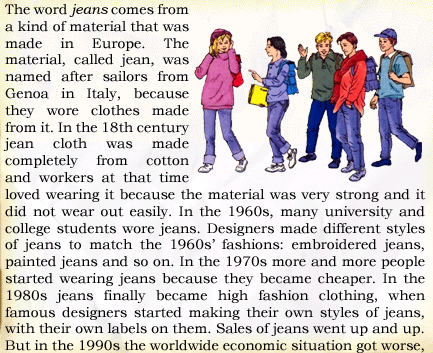 The word jeans comes from
a kind of material that was
made in Europe. The
material, called jean, was
named after sailors from
Genoa in Italy, because
they wore clothes made
from it. In the 18th century
jean cloth was made
completely from cotton
and workers at that time
loved wearing it because the material was very strong and it
did not wear out easily. In the 1960s, many university and
college students wore jeans. Designers made different styles
of jeans to match the 1960s' fashions: embroidered jeans,
painted jeans and so on. In the 1970s more and more people
started wearing jeans because they became cheaper. In the
1980s jeans finally became high fashion clothing, when
famous designers started making their own styles of jeans,
with their own labels on them. Sales of jeans went up and up.
But in the 1990s the worldwide economic situation got worse,